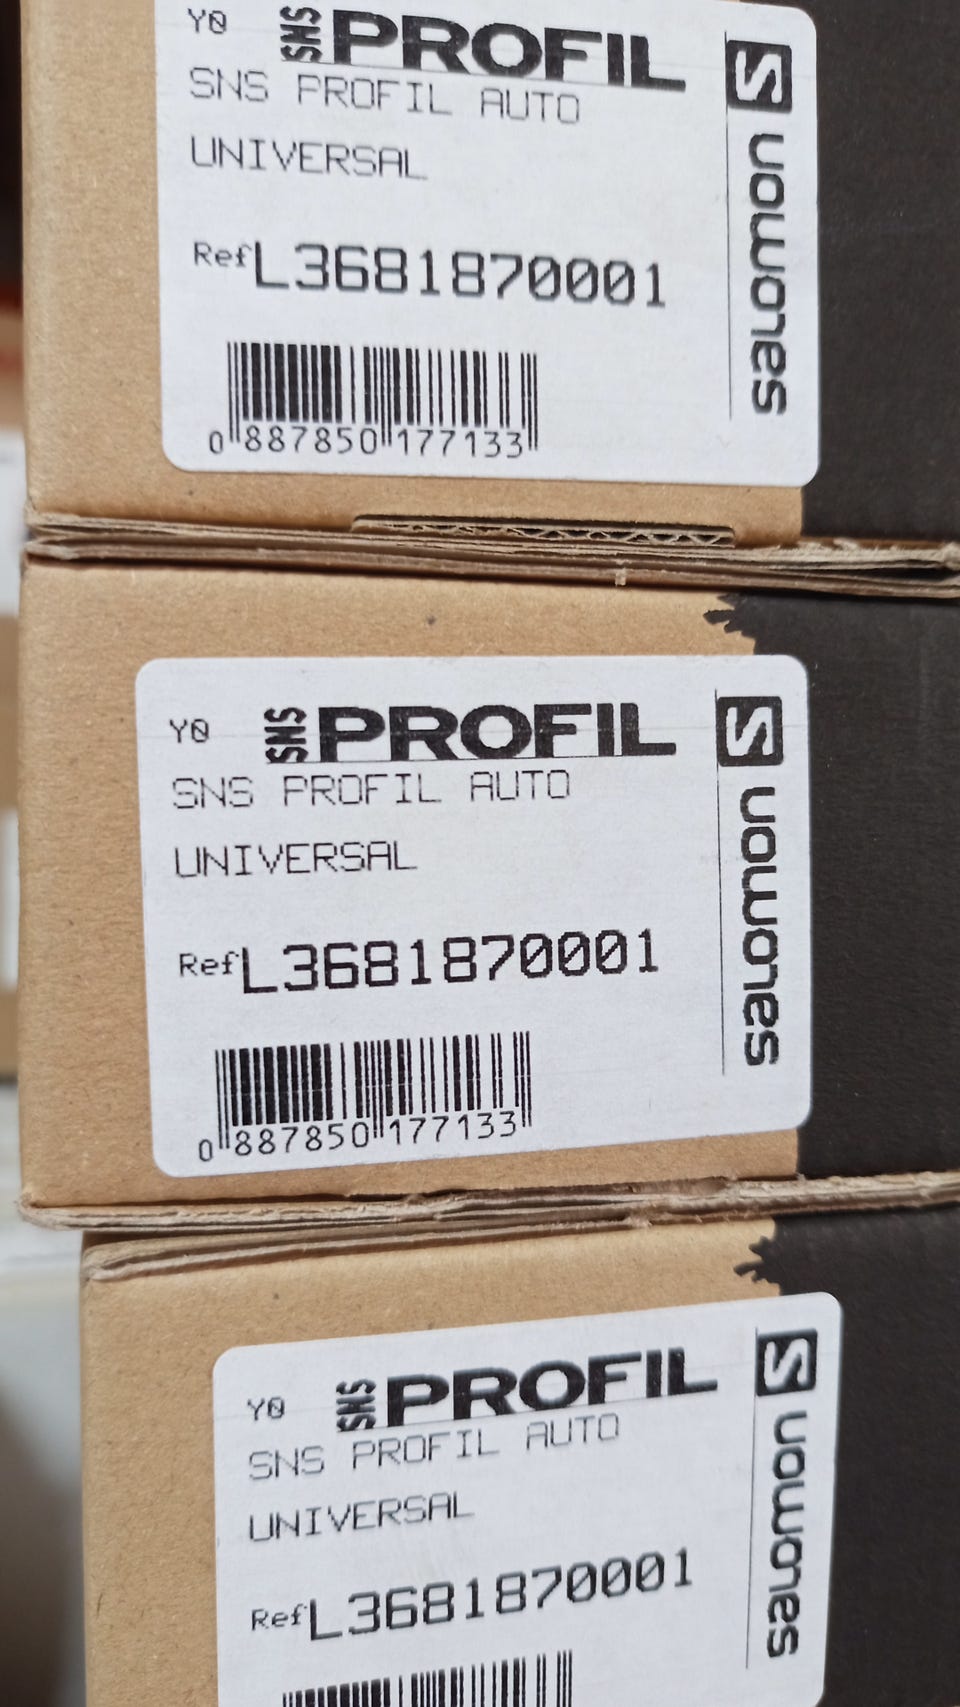 Y0 SNS PROFIL
SNS PROFIL AUTO
UNIVERSAL
Ref L3681870001
0 887850 177133
S salomon
Y0 SNS PROFIL
SNS PROFIL AUTO
UNIVERSAL
Ref L3681870001
0 887850 177133
S salomon
Y0 SNS PROFIL
SNS PROFIL AUTO
UNIVERSAL
Ref L3681870001
S salomon